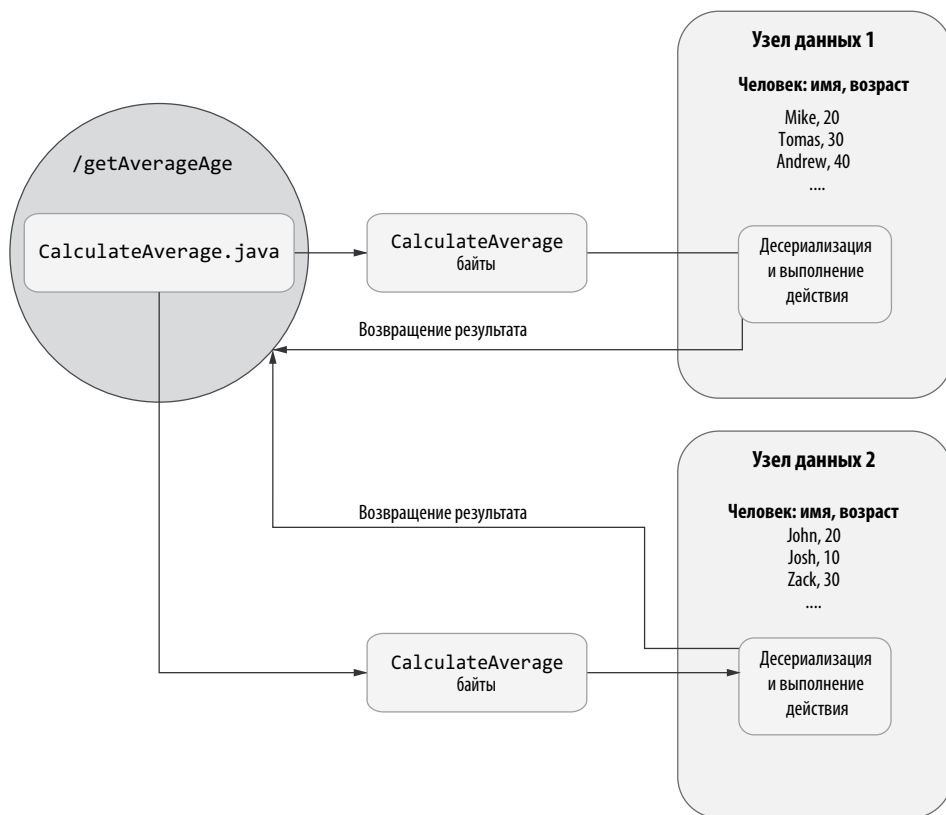 /getAverageAge
CalculateAverage.java
CalculateAverage
байты
Узел данных 1
Человек: имя, возраст
Mike, 20
Tomas, 30
Andrew, 40
....
Десериализация
и выполнение
действия
Возвращение результата
Узел данных 2
Человек: имя, возраст
John, 20
Josh, 10
Zack, 30
....
Возвращение результата
CalculateAverage
байты
Десериализация
и выполнение
действия